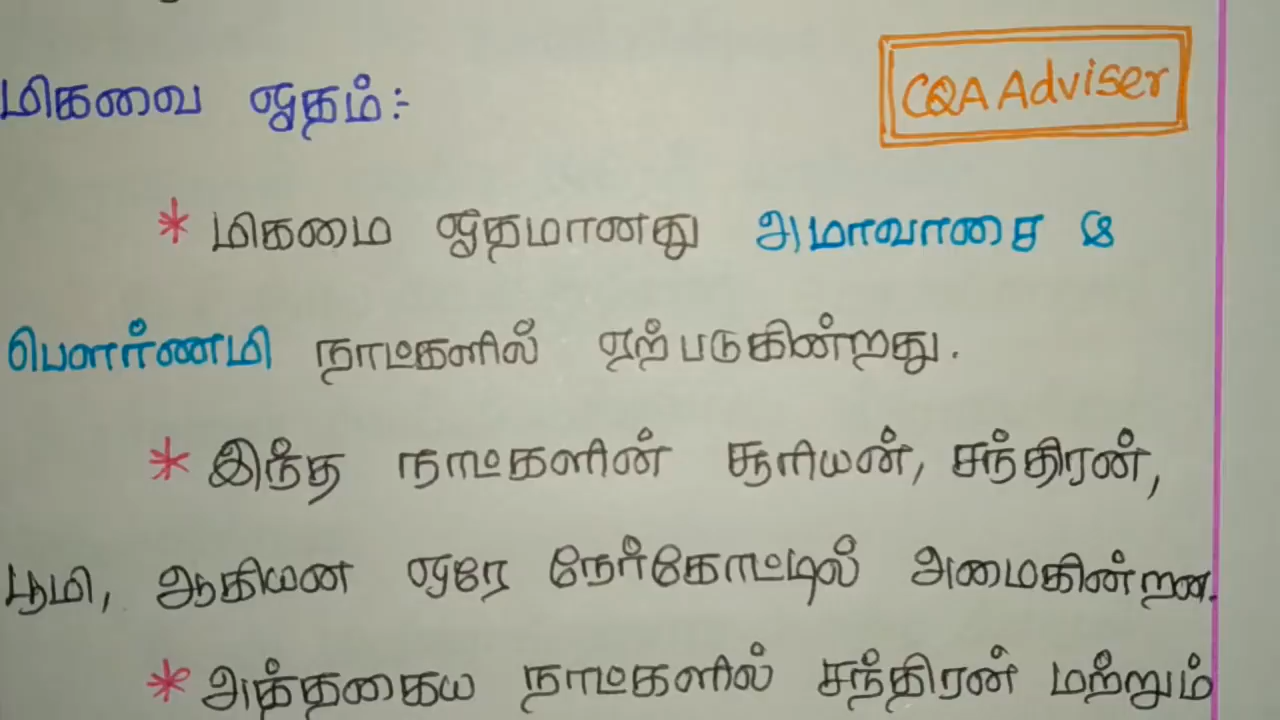 CQA Adviser
மிகவை ஓதம்:-
* மிகமை ஓதமானது அமாவாசை &
பௌர்ணமி நாட்களில் ஏற்படுகின்றது.
* இந்த நாட்களின் சூரியன், சந்திரன்,
பூமி, ஆகியன ஒரே நேர்கோட்டில் அமைகின்றன.
* அத்தகைய நாட்களில் சந்திரன் மற்றும்